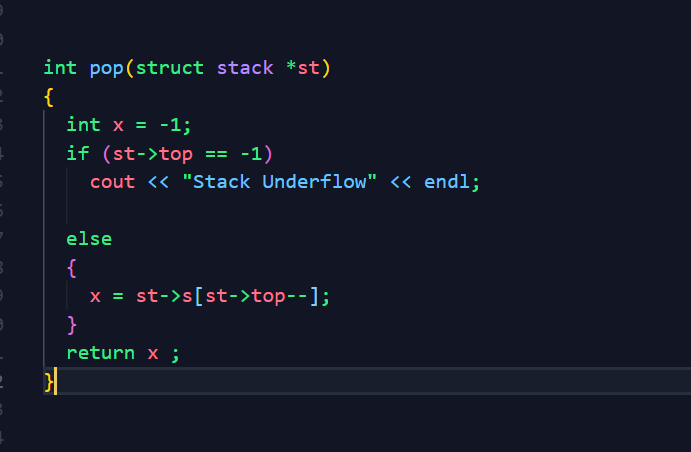 int pop(struct stack *st)
{
int x = -1;
if (st->top == -1)
cout << "Stack Underflow" << endl;
else
{
x = st->s[st->top--];
}
return x ;
}